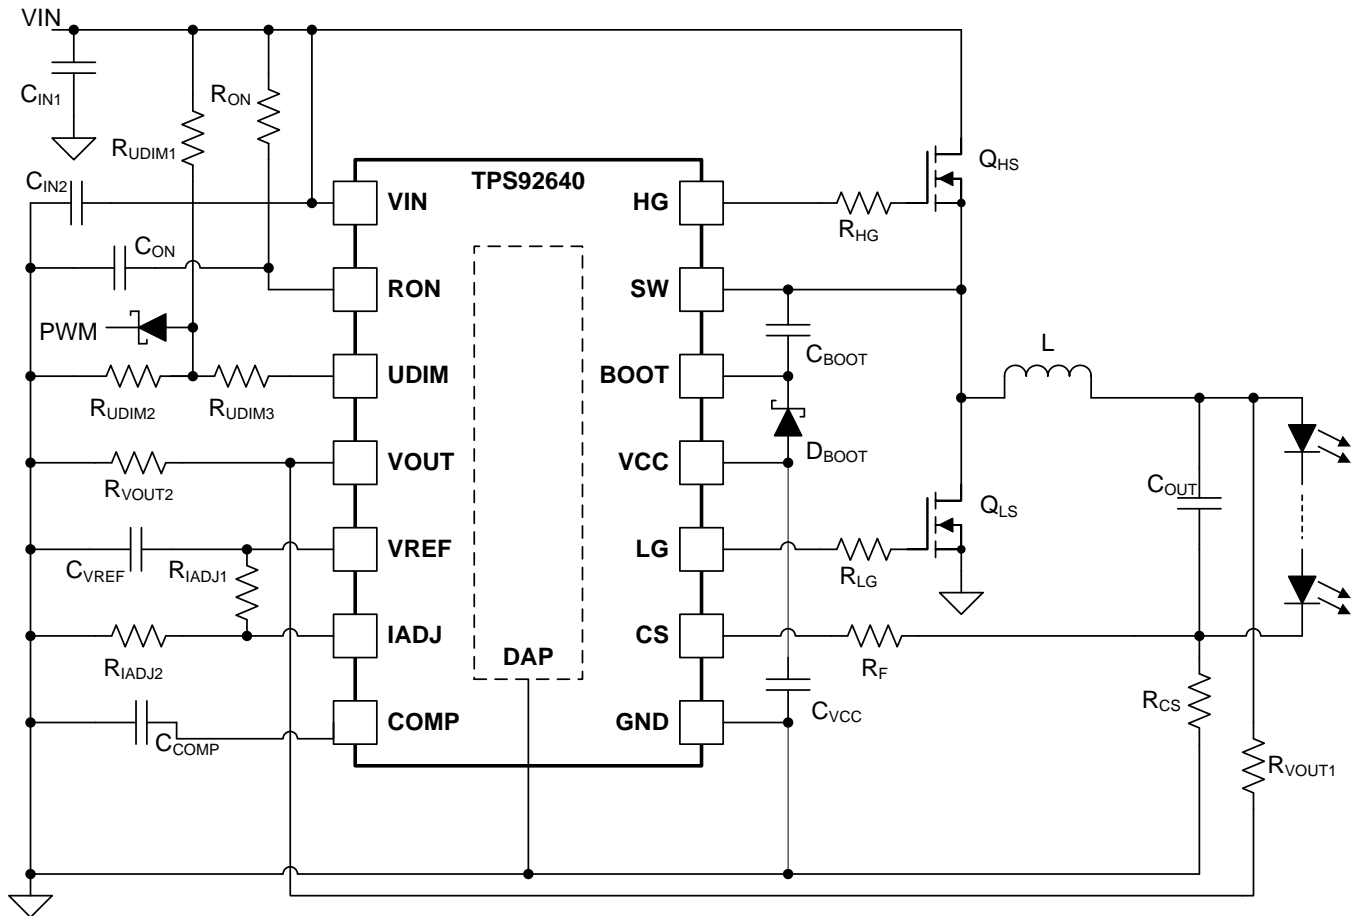 VIN
CIN1
RON
RUDIM1
TPS92640
QHS
CIN2
VIN
HG
RHG
CON
RON
SW
PWM
CBOOT
L
UDIM
BOOT
RUDIM2
RUDIM3
DBOOT
VOUT
VCC
RVOUT2
COUT
QLS
VREF
LG
CVREF
RIADJ1
RLG
IADJ
CS
RIADJ2
DAP
RF
RCS
COMP
GND
CVCC
CCOMP
RVOUT1